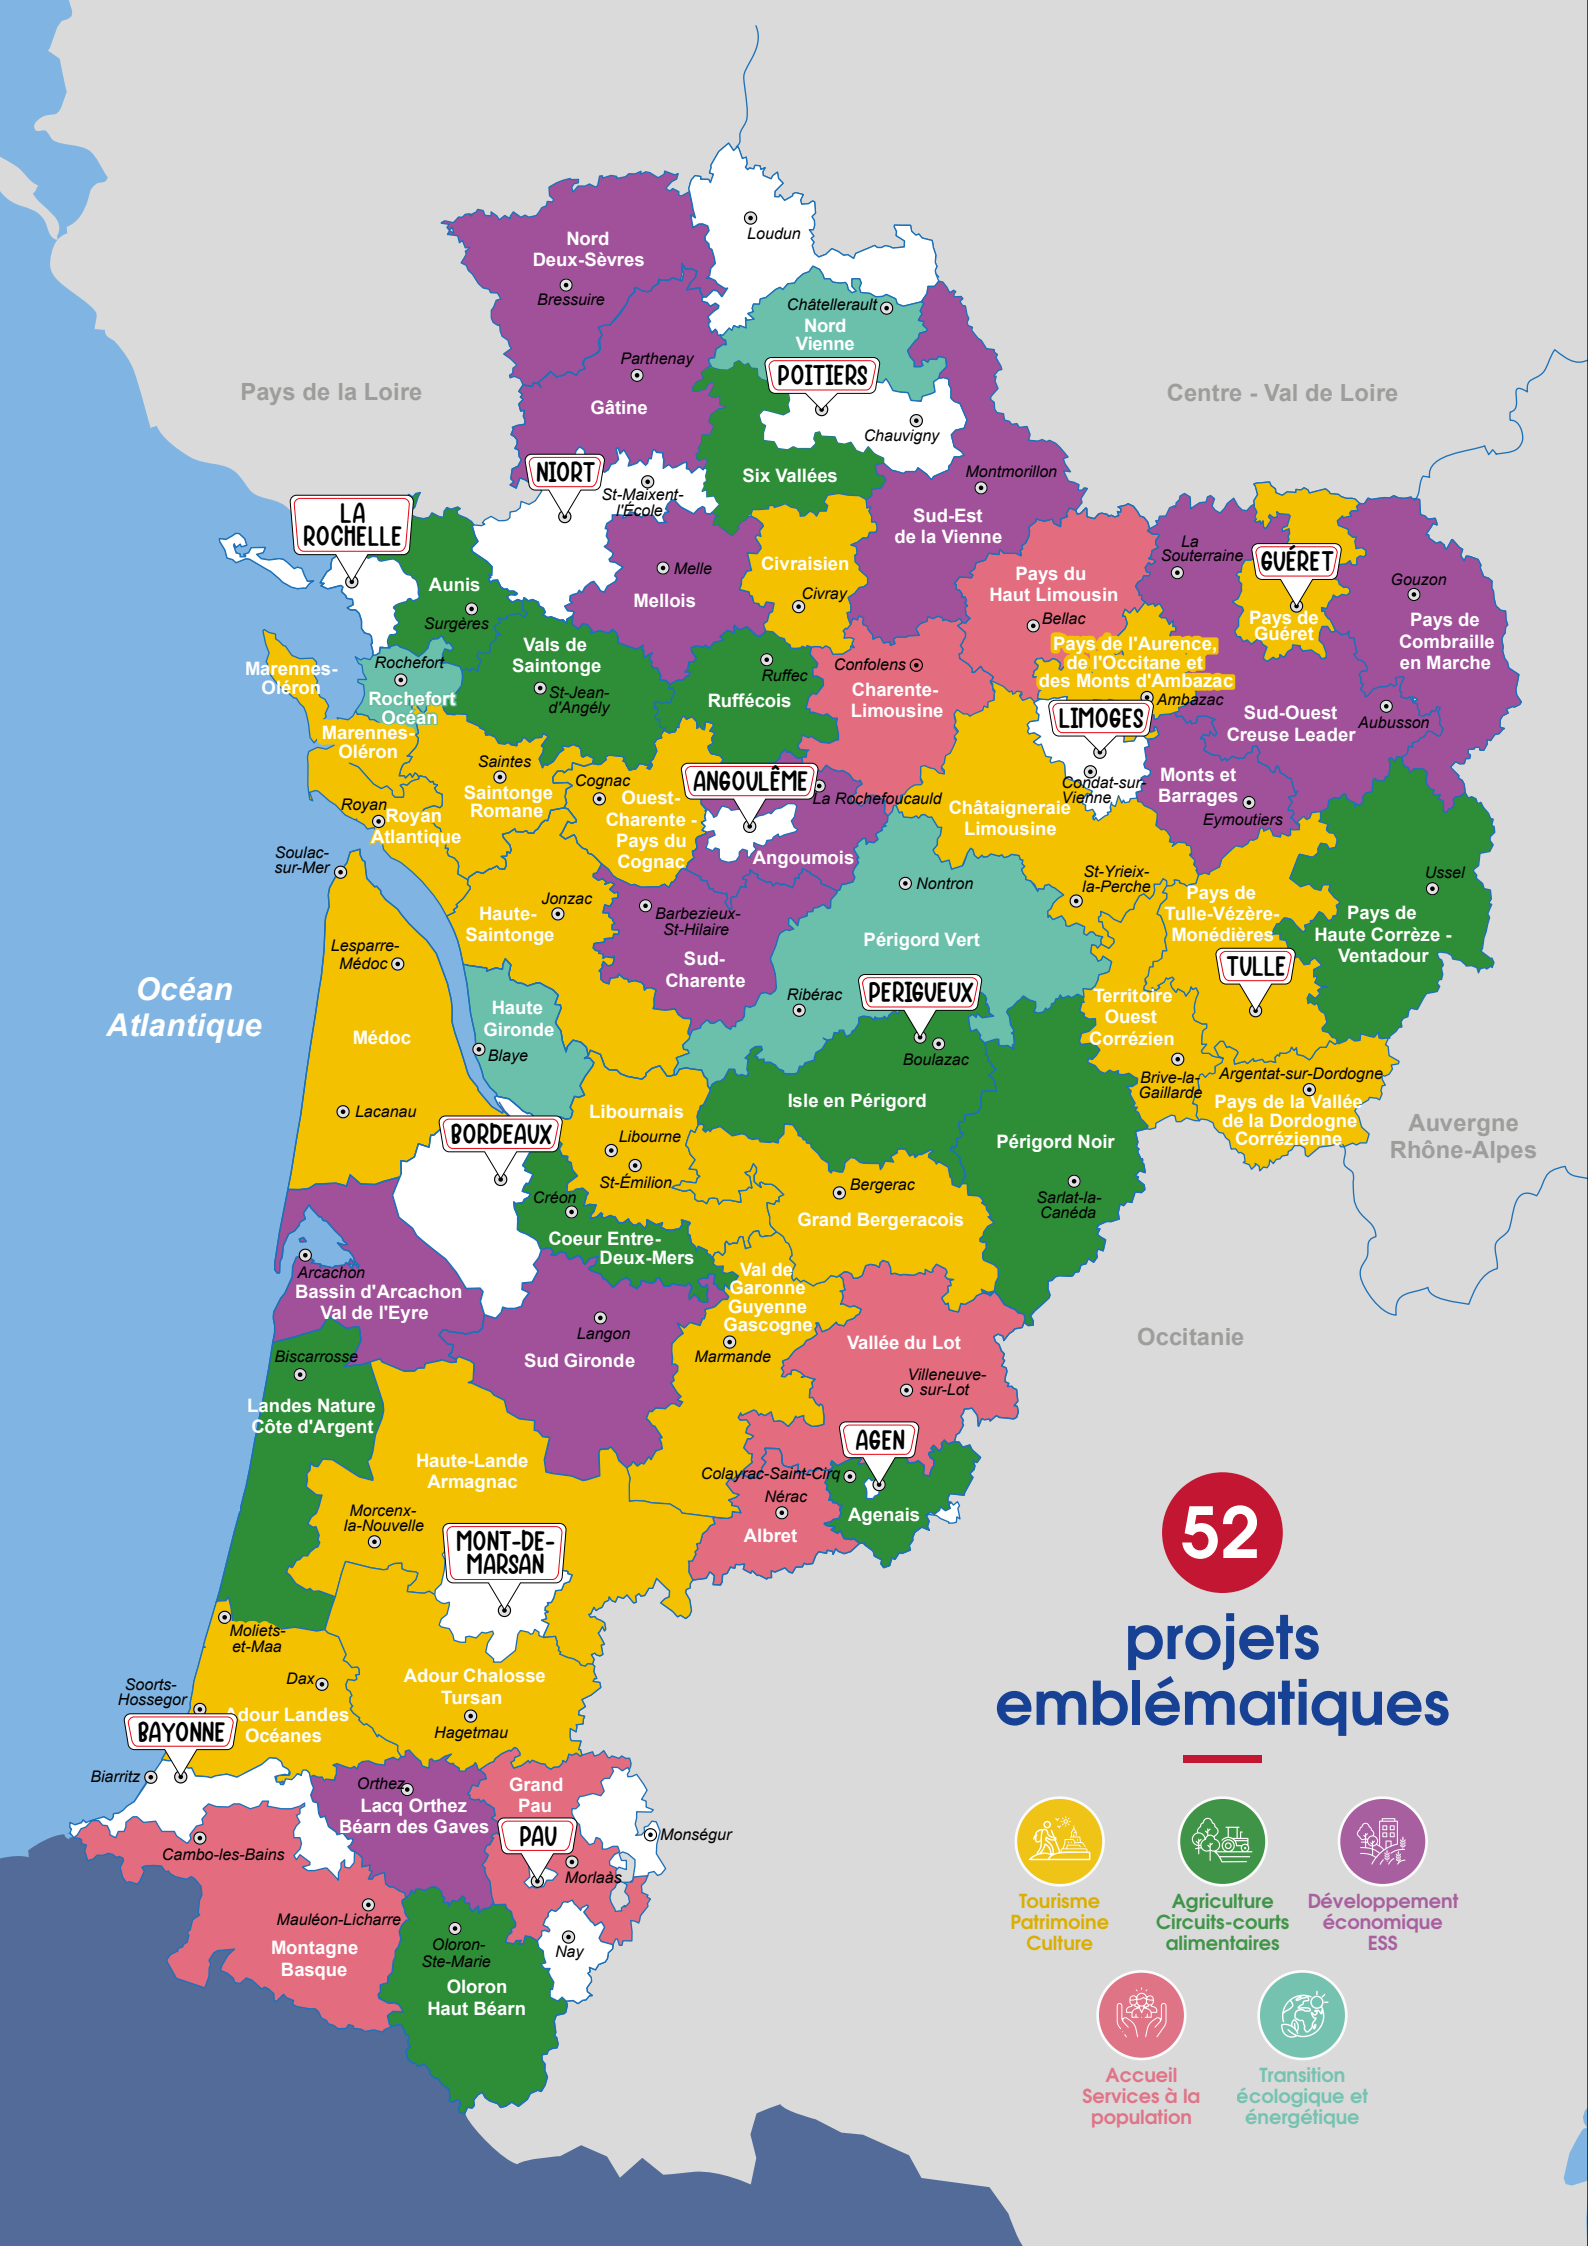 Loudun
Nord
Deux-Sèvres
Bressuire
Châtellerault
Nord
Vienne
Parthenay
POITIERS
Pays de la Loire
Centre - Val de Loire
Gâtine
Chauvigny
NIORT
St-Maixent-
l'École
Six Vallées
Montmorillon
LA
ROCHELLE
Sud-Est
de la Vienne
La
Souterraine
GUÉRET
Aunis
Surgères
Melle
Mellois
Civraisien
Civray
Pays du
Haut Limousin
Bellac
Gouzon
Pays de
Guéret
Pays de
Combraille
en Marche
Vals de
Saintonge
St-Jean-
d'Angély
Rochefort
Rochefort
Océan
Marennes-
Oléron
Marennes-
Oléron
Ruffec
Ruffécois
Confolens
Charente-
Limousine
Pays de l'Aurence,
de l'Occitane et
des Monts d'Ambazac
Ambazac
LIMOGES
Condat-sur-
Vienne
Sud-Ouest
Creuse Leader
Aubusson
Saintes
Saintonge
Romane
Cognac
Ouest-
Charente -
Pays du
Cognac
ANGOULÊME
La Rochefoucauld
Angoumois
Châtaigneraie
Limousine
Monts et
Barrages
Eymoutiers
Royan
Royan
Atlantique
Soulac-
sur-Mer
Jonzac
Haute-
Saintonge
Barbezieux-
St-Hilaire
Sud-
Charente
Nontron
Périgord Vert
St-Yrieix-
la-Perche
Pays de
Tulle-Vézère-
Monédières
TULLE
Ussel
Pays de
Haute Corrèze -
Ventadour
Océan
Atlantique
Lesparre-
Médoc
Médoc
Lacanau
Haute
Gironde
Blaye
Ribérac
PERIGUEUX
Boulazac
Isle en Périgord
Territoire
Ouest
Corrézien
Brive-la-
Gaillarde
Argentat-sur-Dordogne
Pays de la Vallée
de la Dordogne
Corrézienne
Auvergne
Rhône-Alpes
BORDEAUX
Libournais
Libourne
St-Émilion
Périgord Noir
Sarlat-la-
Canéda
Créon
Coeur Entre-
Deux-Mers
Bergerac
Grand Bergeracois
Arcachon
Bassin d'Arcachon
Val de l'Eyre
Val de
Garonne
Guyenne
Gascogne
Marmande
Langon
Sud Gironde
Vallée du Lot
Villeneuve-
sur-Lot
Occitanie
Biscarrosse
Landes Nature
Côte d'Argent
Haute-Lande
Armagnac
Morcenx-
la-Nouvelle
AGEN
Colayrac-Saint-Cirq
Nérac
Albret
Agenais
MONT-DE-
MARSAN
Moliets-
et-Maa
Dax
Soorts-
Hossegor
Adour Landes
Océanes
Adour Chalosse
Tursan
Hagetmau
BAYONNE
Biarritz
Orthez
Lacq Orthez
Béarn des Gaves
Grand
Pau
PAU
Monségur
Morlaàs
Cambo-les-Bains
Mauléon-Licharre
Montagne
Basque
Oloron-
Ste-Marie
Oloron
Haut Béarn
Nay
52
projets
emblématiques
Tourisme
Patrimoine
Culture
Agriculture
Circuits-courts
alimentaires
Développement
économique
ESS
Accueil
Services à la
population
Transition
écologique et
énergétique